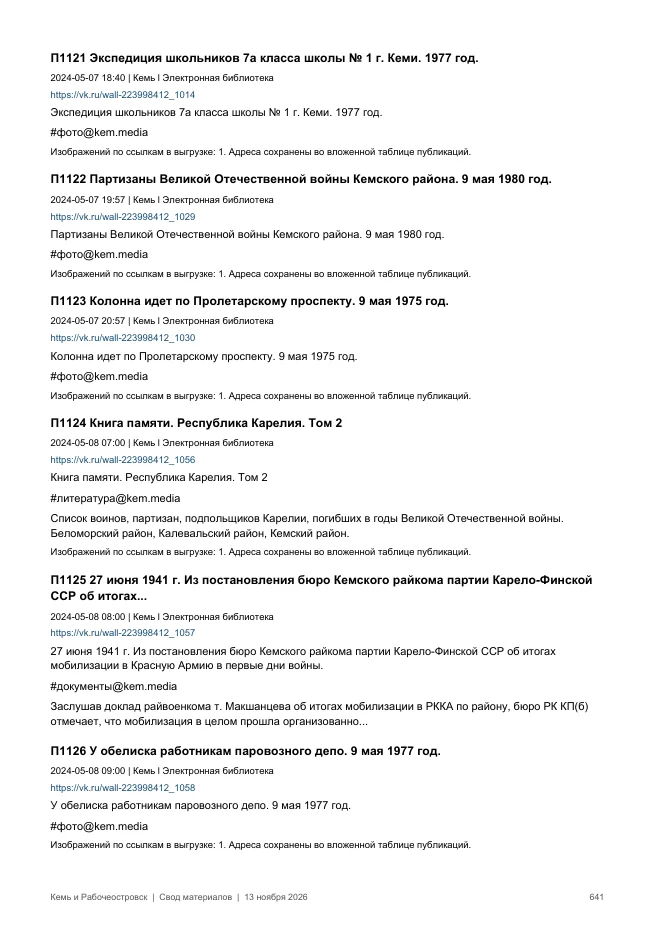 П1121 Экспедиция школьников 7а класса школы № 1 г. Кеми. 1977 год.
2024-05-07 18:40 | Кемь I Электронная библиотека
https://vk.ru/wall-223998412_1014
Экспедиция школьников 7а класса школы № 1 г. Кеми. 1977 год.
#фото@kem.media
Изображений по ссылкам в выгрузке: 1. Адреса сохранены во вложенной таблице публикаций.
П1122 Партизаны Великой Отечественной войны Кемского района. 9 мая 1980 год.
2024-05-07 19:57 | Кемь I Электронная библиотека
https://vk.ru/wall-223998412_1029
Партизаны Великой Отечественной войны Кемского района. 9 мая 1980 год.
#фото@kem.media
Изображений по ссылкам в выгрузке: 1. Адреса сохранены во вложенной таблице публикаций.
П1123 Колонна идет по Пролетарскому проспекту. 9 мая 1975 год.
2024-05-07 20:57 | Кемь I Электронная библиотека
https://vk.ru/wall-223998412_1030
Колонна идет по Пролетарскому проспекту. 9 мая 1975 год.
#фото@kem.media
Изображений по ссылкам в выгрузке: 1. Адреса сохранены во вложенной таблице публикаций.
П1124 Книга памяти. Республика Карелия. Том 2
2024-05-08 07:00 | Кемь I Электронная библиотека
https://vk.ru/wall-223998412_1056
Книга памяти. Республика Карелия. Том 2
#литература@kem.media
Список воинов, партизан, подпольщиков Карелии, погибших в годы Великой Отечественной войны.
Беломорский район, Калевальский район, Кемский район.
Изображений по ссылкам в выгрузке: 1. Адреса сохранены во вложенной таблице публикаций.
П1125 27 июня 1941 г. Из постановления бюро Кемского райкома партии Карело-Финской
ССР об итогах...
2024-05-08 08:00 | Кемь I Электронная библиотека
https://vk.ru/wall-223998412_1057
27 июня 1941 г. Из постановления бюро Кемского райкома партии Карело-Финской ССР об итогах
мобилизации в Красную Армию в первые дни войны.
#документы@kem.media
Заслушав доклад райвоенкома т. Макшанцева об итогах мобилизации в РККА по району, бюро РК КП(б)
отмечает, что мобилизация в целом прошла организованно...
П1126 У обелиска работникам паровозного депо. 9 мая 1977 год.
2024-05-08 09:00 | Кемь I Электронная библиотека
https://vk.ru/wall-223998412_1058
У обелиска работникам паровозного депо. 9 мая 1977 год.
#фото@kem.media
Изображений по ссылкам в выгрузке: 1. Адреса сохранены во вложенной таблице публикаций.
Кемь и Рабочеостровск | Свод материалов | 13 ноября 2026 641